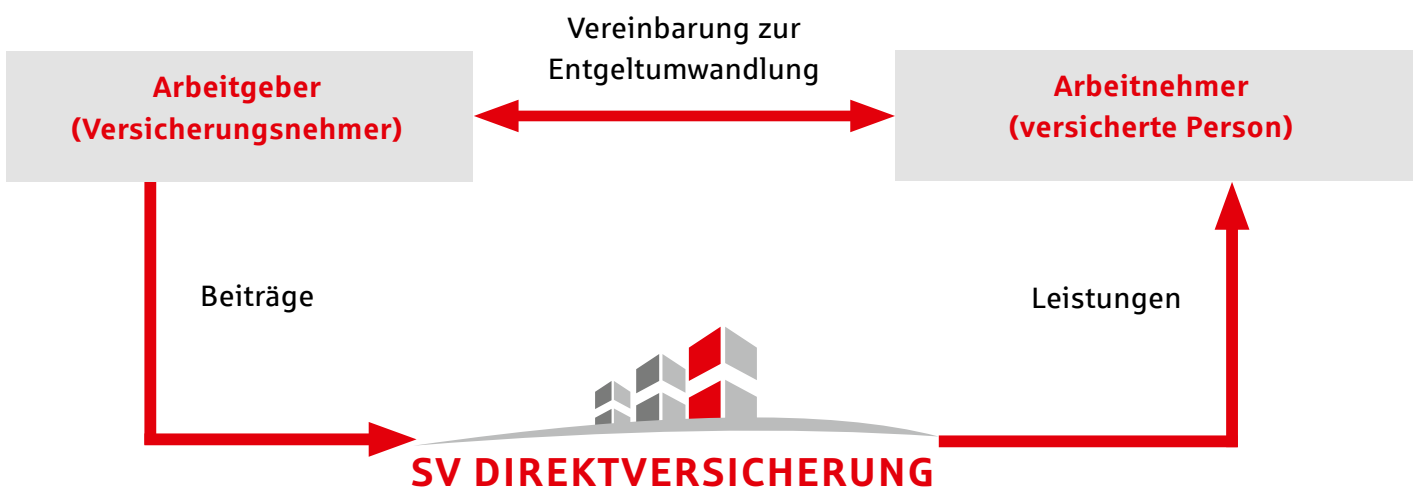 Vereinbarung zur
Entgeltumwandlung
Arbeitgeber
(Versicherungsnehmer)
Arbeitnehmer
(versicherte Person)
Beiträge
Leistungen
SV DIREKTVERSICHERUNG